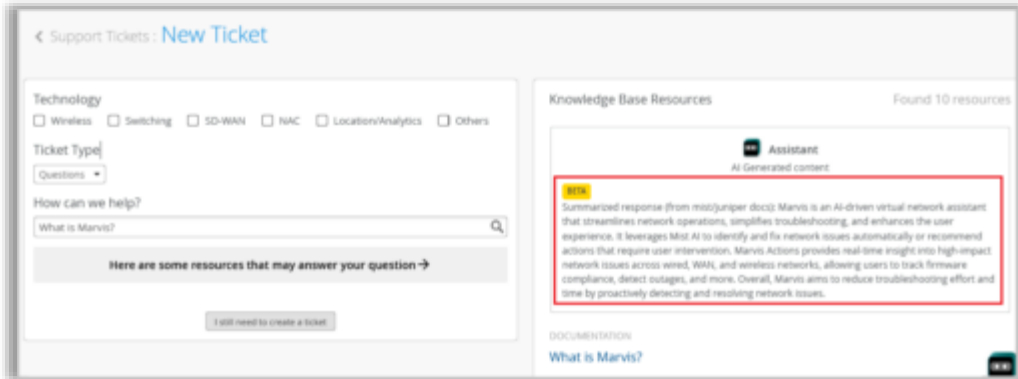 < Support Tickets : New Ticket
Technology
Wireless Switching SD-WAN NAC Location/Analytics Others
Ticket Type
Questions
How can we help?
What is Marvis?
Here are some resources that may answer your question →
I still need to create a ticket
Knowledge Base Resources Found 10 resources
Assistant
AI Generated content
BETA
Summarized response (from mist/juniper docs): Marvis is an AI-driven virtual network assistant
that streamlines network operations, simplifies troubleshooting, and enhances the user
experience. It leverages Mist AI to identify and fix network issues automatically or recommend
actions that require user intervention. Marvis Actions provides real-time insight into high-impact
network issues across wired, WAN, and wireless networks, allowing users to track firmware
compliance, detect outages, and more. Overall, Marvis aims to reduce troubleshooting effort and
time by proactively detecting and resolving network issues.
DOCUMENTATION
What is Marvis?